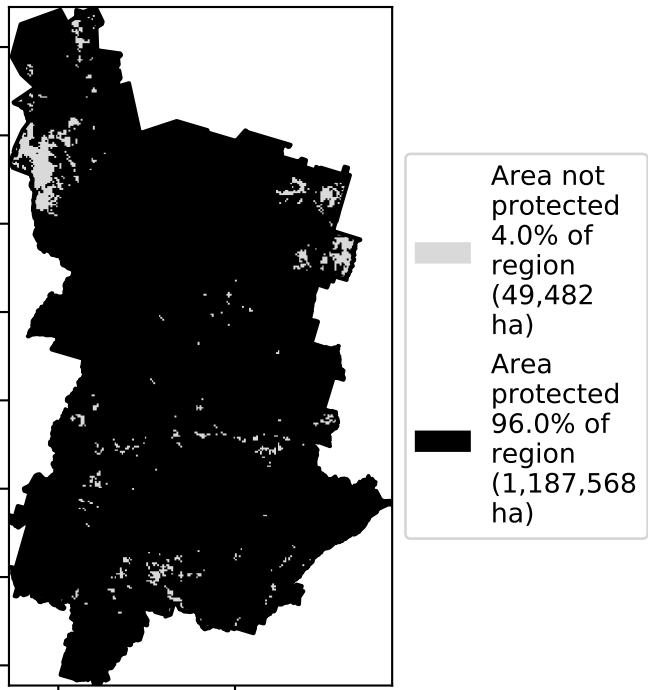 Area not
protected
4.0% of
region
(49,482
ha)
Area
protected
96.0% of
region
(1,187,568
ha)